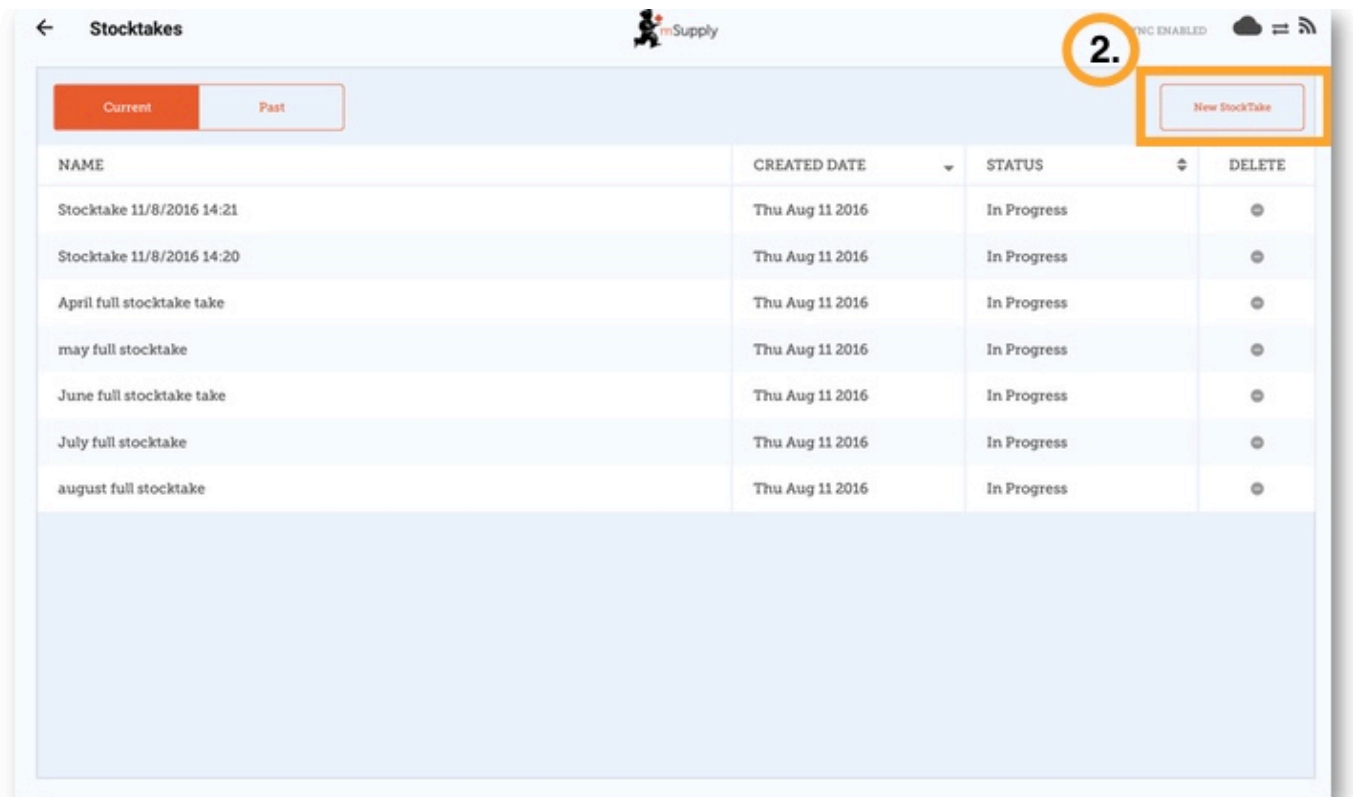 Stocktakes
mSupply
NC ENABLED
2.
Current Past
New StockTake
NAME CREATED DATE STATUS DELETE
Stocktake 11/8/2016 14:21 Thu Aug 11 2016 In Progress
Stocktake 11/8/2016 14:20 Thu Aug 11 2016 In Progress
April full stocktake take Thu Aug 11 2016 In Progress
may full stocktake Thu Aug 11 2016 In Progress
June full stocktake take Thu Aug 11 2016 In Progress
July full stocktake Thu Aug 11 2016 In Progress
august full stocktake Thu Aug 11 2016 In Progress